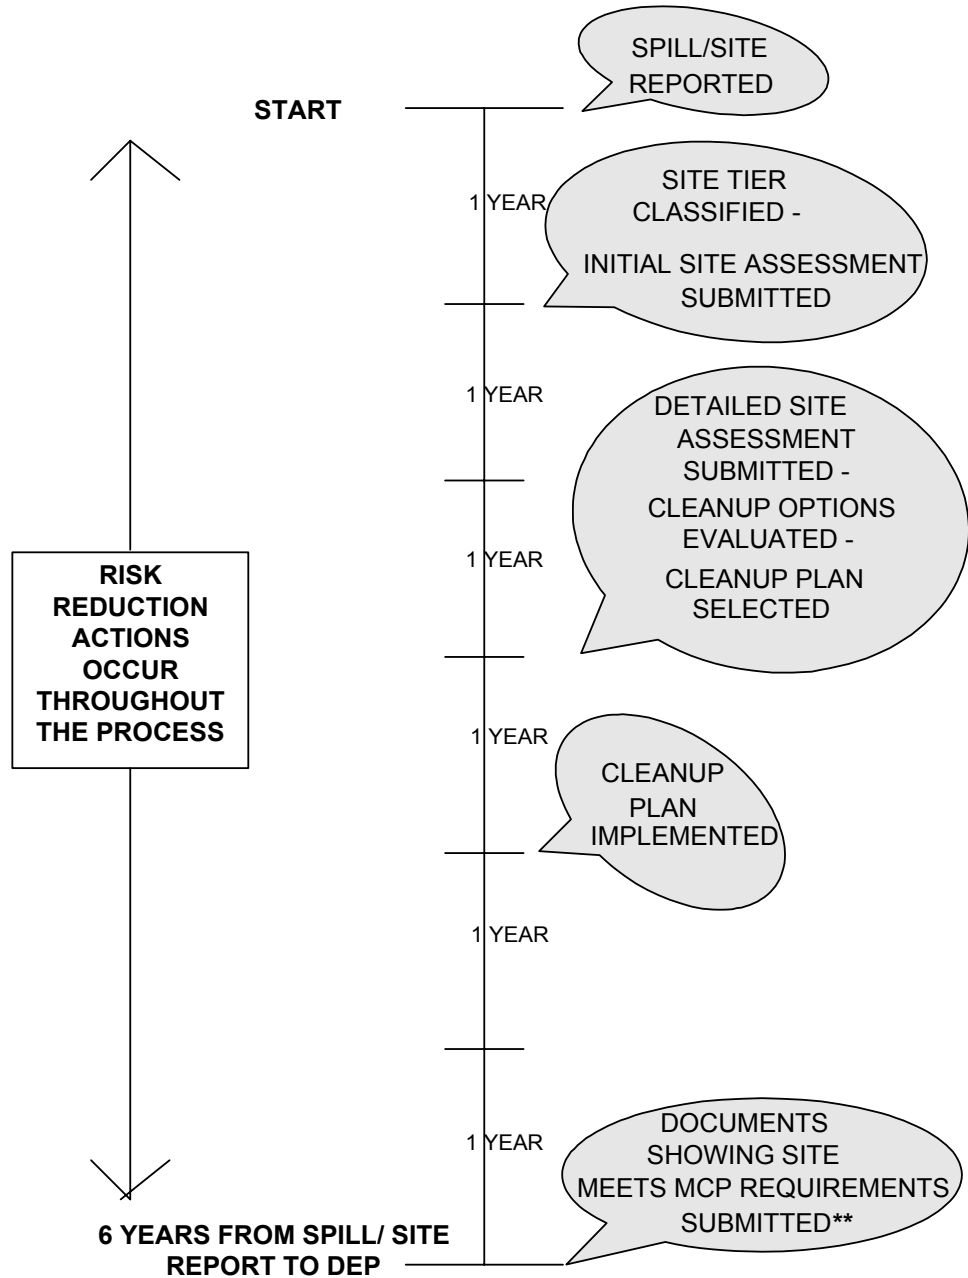 SPILL/SITE
REPORTED
START
1 YEAR
SITE TIER
CLASSIFIED -
INITIAL SITE ASSESSMENT
SUBMITTED
1 YEAR
DETAILED SITE
ASSESSMENT
SUBMITTED -
CLEANUP OPTIONS
EVALUATED -
CLEANUP PLAN
SELECTED
1 YEAR
RISK
REDUCTION
ACTIONS
OCCUR
THROUGHOUT
THE PROCESS
1 YEAR
CLEANUP
PLAN
IMPLEMENTED
1 YEAR
1 YEAR
DOCUMENTS
SHOWING SITE
MEETS MCP REQUIREMENTS
SUBMITTED**
6 YEARS FROM SPILL/ SITE
REPORT TO DEP